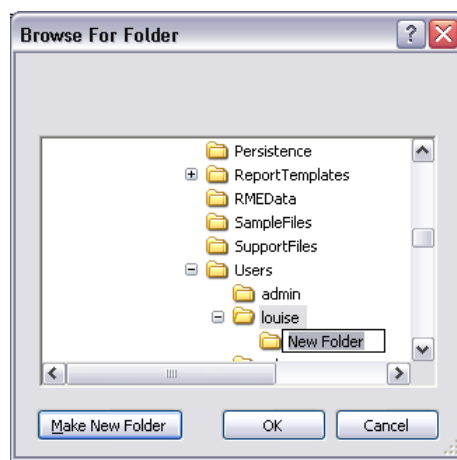 Browse For Folder
Persistence
ReportTemplates
RMEData
SampleFiles
SupportFiles
Users
admin
louise
New Folder
Make New Folder
OK
Cancel